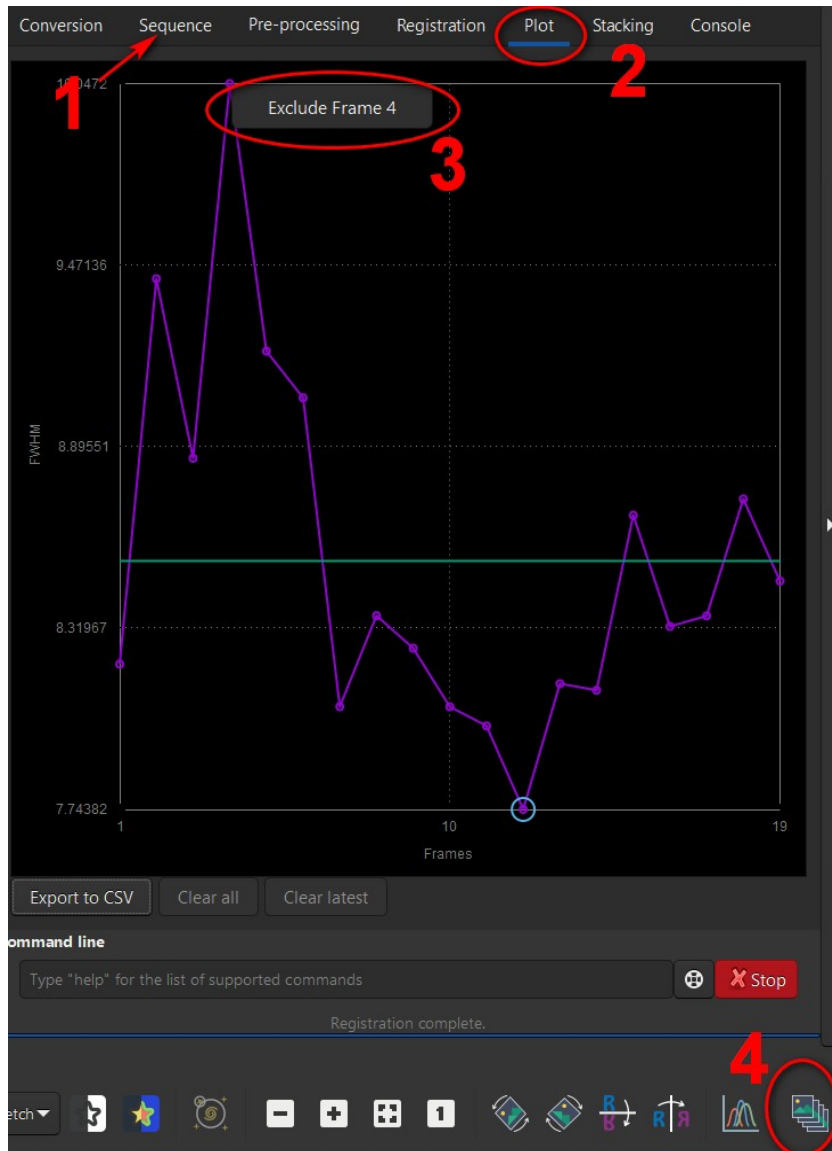 Conversion Sequence Pre-processing Registration Plot Stacking Console
1
2
10.0472
Exclude Frame 4
3
9.47136
FWHM
8.89551
8.31967
7.74382
1 10 19
Frames
Export to CSV Clear all Clear latest
ommand line
Type "help" for the list of supported commands
Stop
Registration complete.
4
etch
1
R R R R